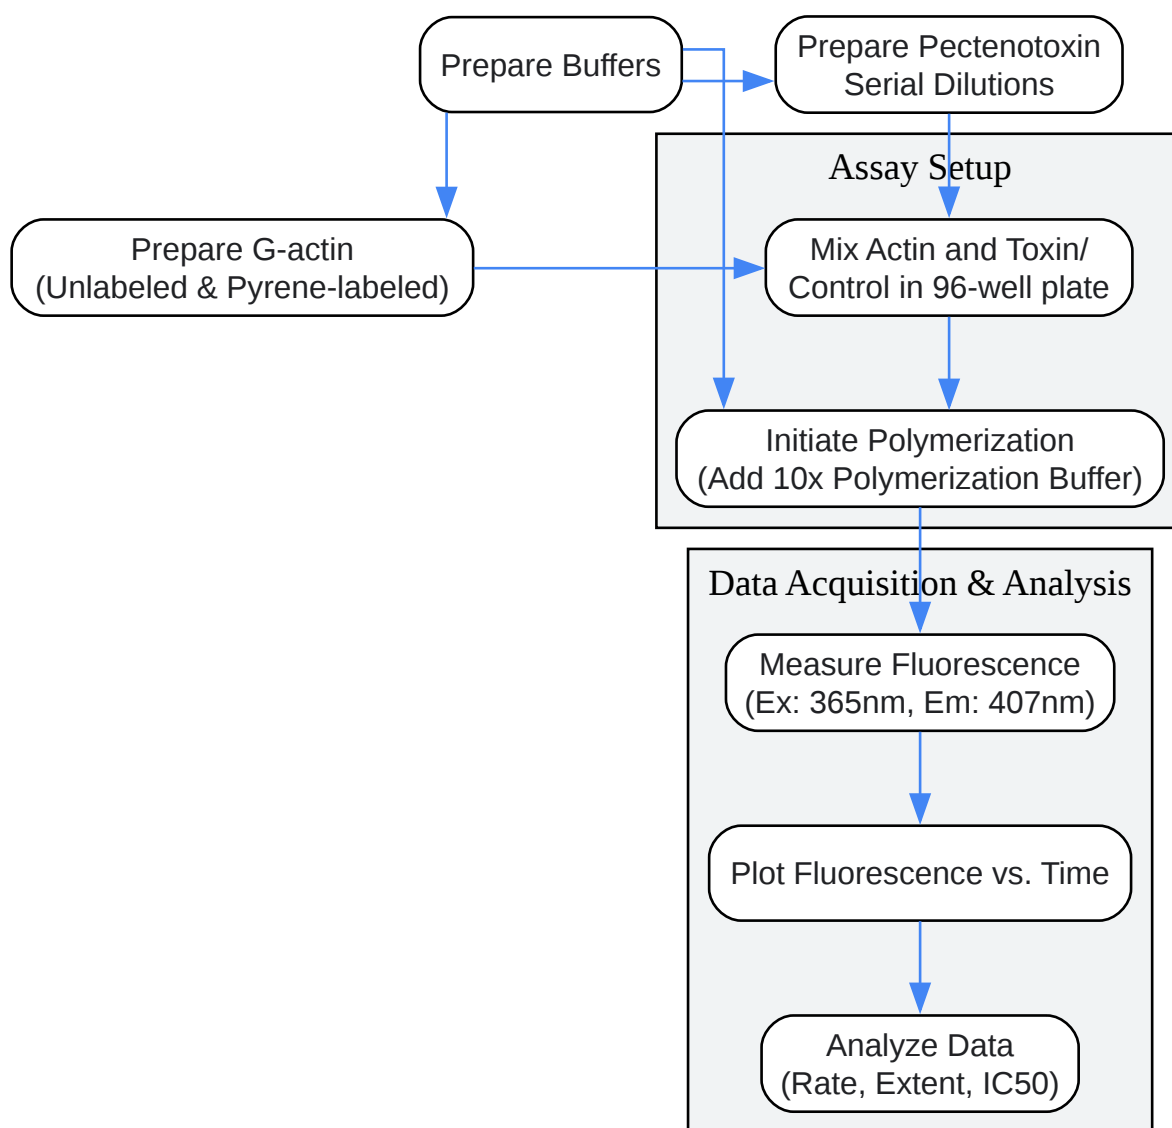 Prepare Buffers
Prepare Pectenotoxin
Serial Dilutions
Assay Setup
Prepare G-actin
(Unlabeled & Pyrene-labeled)
Mix Actin and Toxin/
Control in 96-well plate
Initiate Polymerization
(Add 10x Polymerization Buffer)
Data Acquisition & Analysis
Measure Fluorescence
(Ex: 365nm, Em: 407nm)
Plot Fluorescence vs. Time
Analyze Data
(Rate, Extent, IC50)